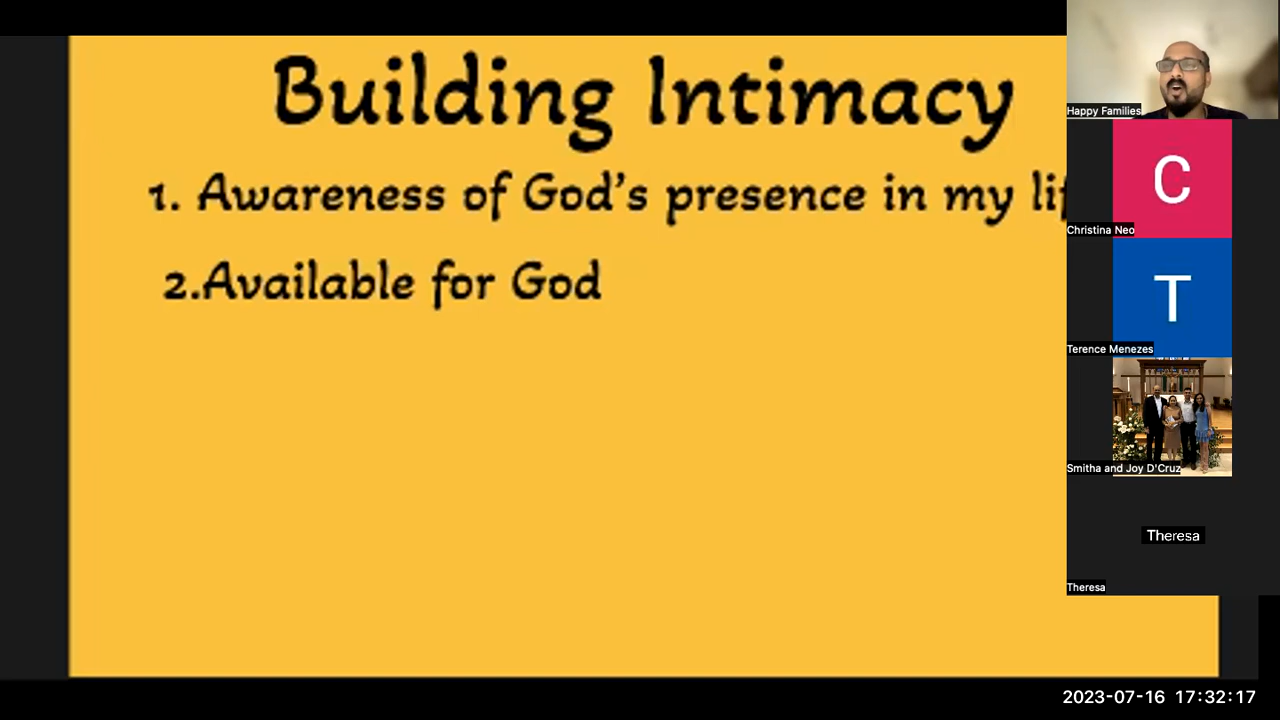 Building Intimacy
1. Awareness of God's presence in my
2.Available for God
Happy Families
C
Christina Neo
T
Terence Menezes
Smitha and Joy D'Cruz
Theresa
Theresa
2023-07-16 17:32:17